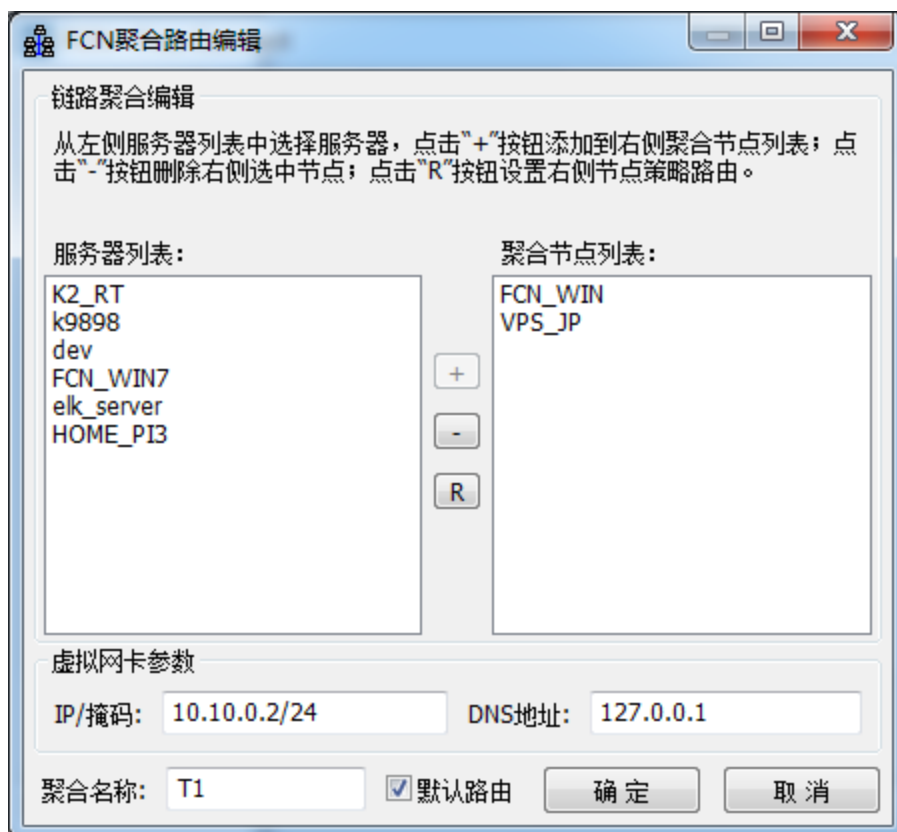 FCN聚合路由编辑
链路聚合编辑
从左侧服务器列表中选择服务器，点击"+"按钮添加到右侧聚合节点列表；点
击"-"按钮删除右侧选中节点；点击"R"按钮设置右侧节点策略路由。
服务器列表：
聚合节点列表：
K2_RT
k9898
dev
FCN_WIN7
elk_server
HOME_PI3
FCN_WIN
VPS_JP
+
-
R
虚拟网卡参数
IP/掩码: 10.10.0.2/24 DNS地址: 127.0.0.1
聚合名称: T1 默认路由 确定 取消